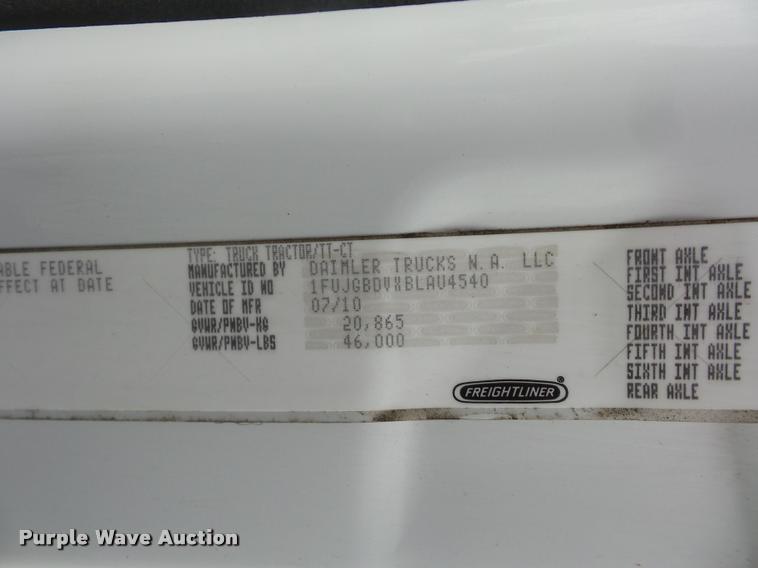 ABLE FEDERAL
FFECT AT DATE
TYPE: TRUCK TRACTOR/TT-CT
MANUFACTURED BY DAIMLER TRUCKS N.A. LLC
VEHICLE ID NO 1FUJGBDVXBLAU4540
DATE OF MFR 07/10
GVWR/PNBV-KG 20,865
GVWR/PNBV-LBS 46,000
FREIGHTLINER®
FRONT AXLE
FIRST INT AXLE
SECOND INT AXLE
THIRD INT AXLE
FOURTH INT AXLE
FIFTH INT AXLE
SIXTH INT AXLE
REAR AXLE
Purple Wave Auction